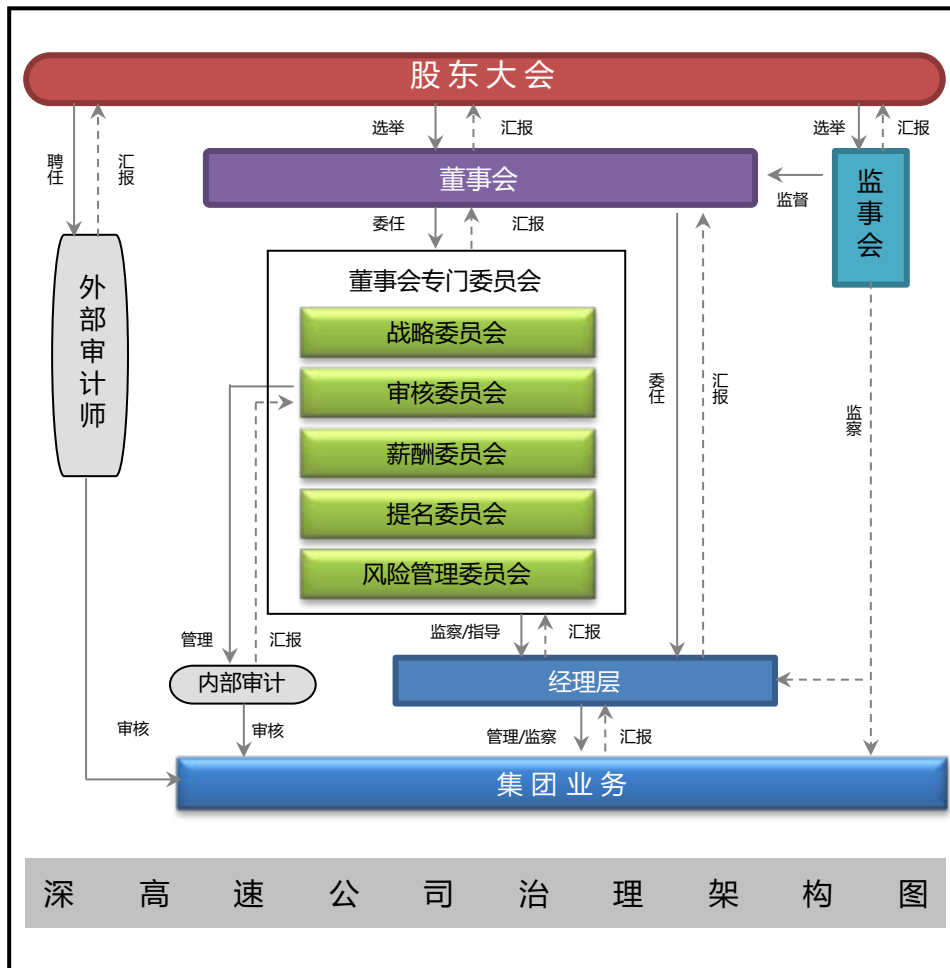 股东大会
选举
汇报
选举
汇报
聘任
汇报
董事会
监督
监事会
委任
汇报
外部审计师
董事会专门委员会
战略委员会
审核委员会
薪酬委员会
提名委员会
风险管理委员会
委任
汇报
监察
管理
汇报
监察/指导
汇报
内部审计
经理层
审核
审核
管理/监察
汇报
集团业务
深高速公司治理架构图